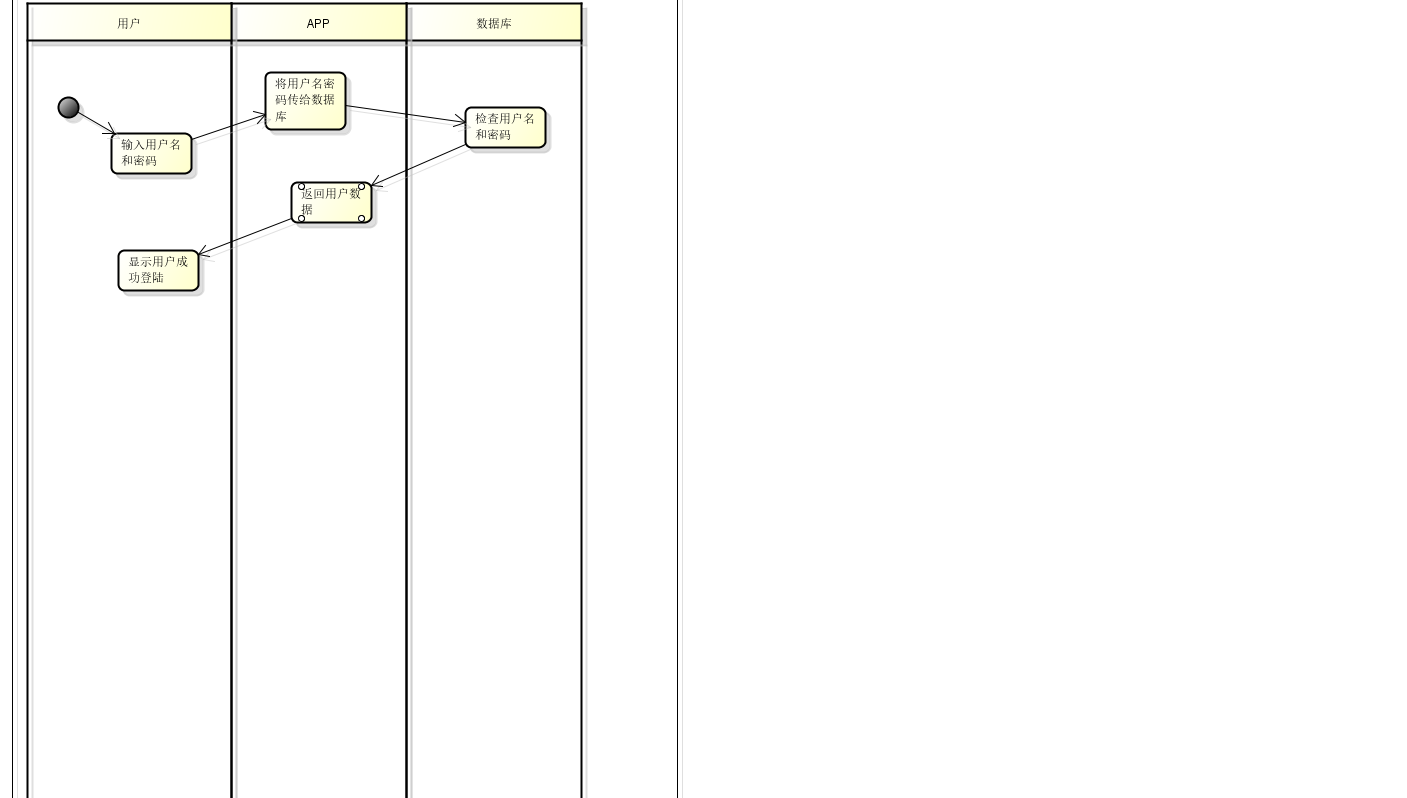 用户
APP
数据库
将用户名密
码传给数据
库
检查用户名
和密码
输入用户名
和密码
返回用户数
据
显示用户成
功登陆